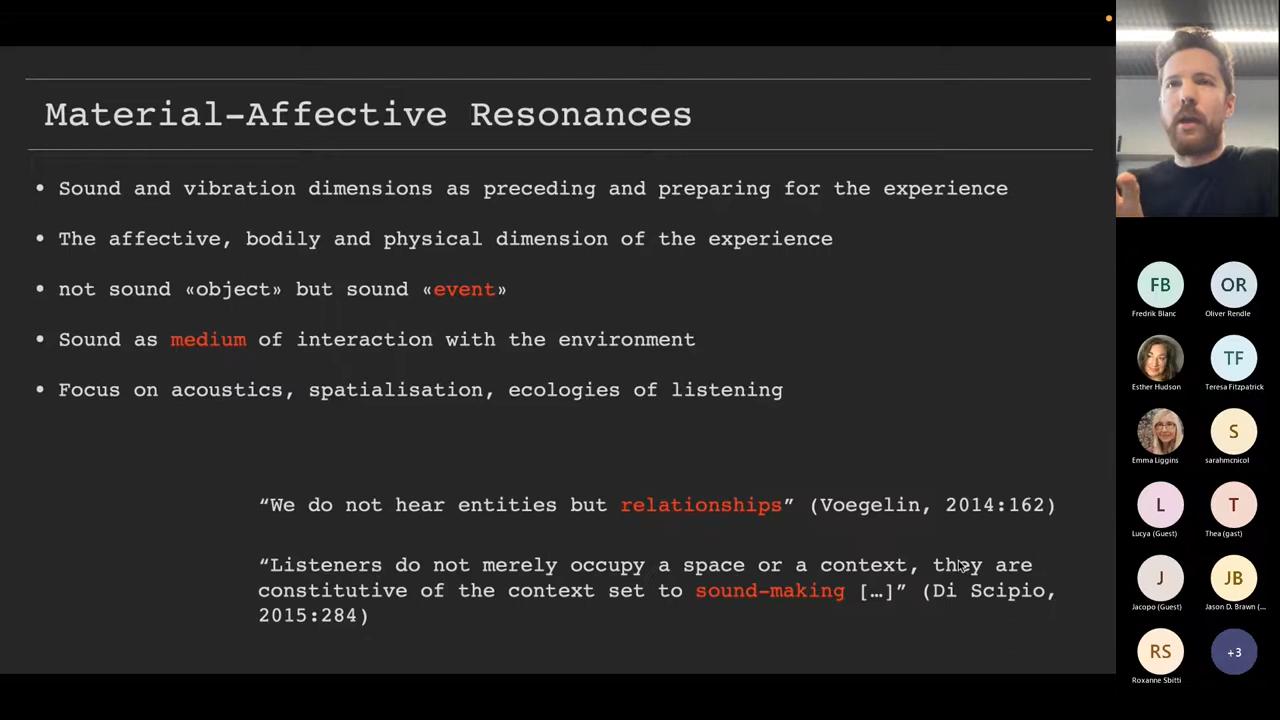 Material-Affective Resonances
• Sound and vibration dimensions as preceding and preparing for the experience
• The affective, bodily and physical dimension of the experience
• not sound «object» but sound «event»
• Sound as medium of interaction with the environment
• Focus on acoustics, spatialisation, ecologies of listening
“We do not hear entities but relationships” (Voegelin, 2014:162)
“Listeners do not merely occupy a space or a context, they are
constitutive of the context set to sound-making […]” (Di Scipio,
2015:284)
FB
Fredrik Blanc
OR
Oliver Rendle
Esther Hudson
TF
Teresa Fitzpatrick
Emma Liggins
S
sarahmcnicol
L
Lucya (Guest)
T
Thea (gast)
J
Jacopo (Guest)
JB
Jason D. Brawn (...
RS
Roxanne Sbitti
+3